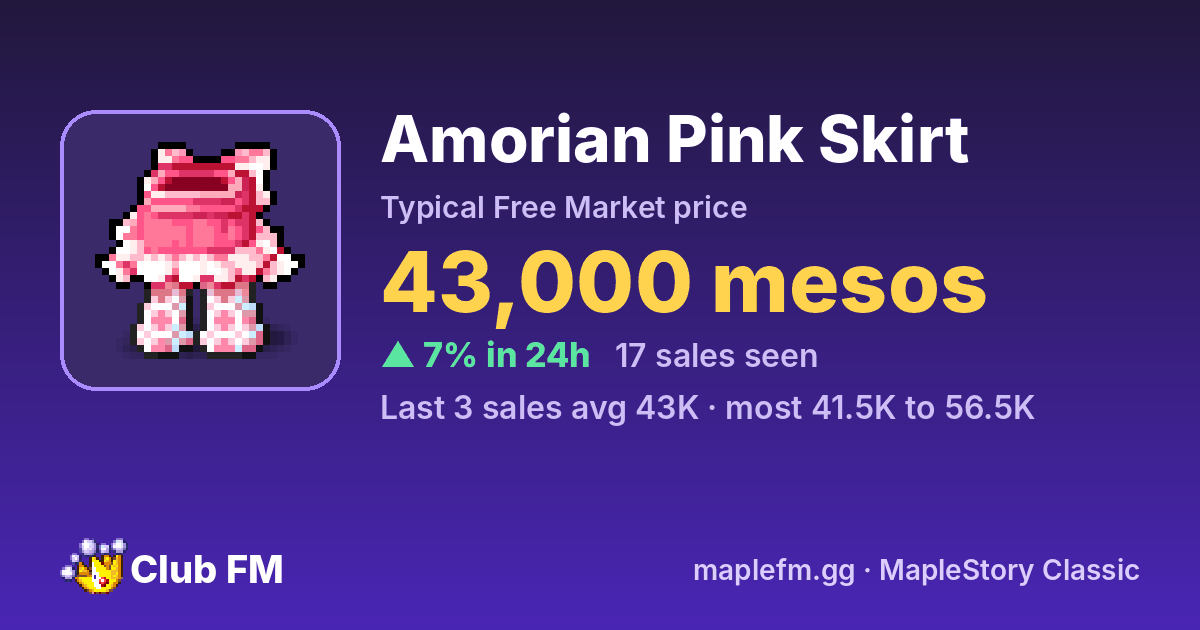 Amorian Pink Skirt
Typical Free Market price
43,000 mesos
▲ 7% in 24h 17 sales seen
Last 3 sales avg 43K · most 41.5K to 56.5K
Club FM
maplefm.gg · MapleStory Classic